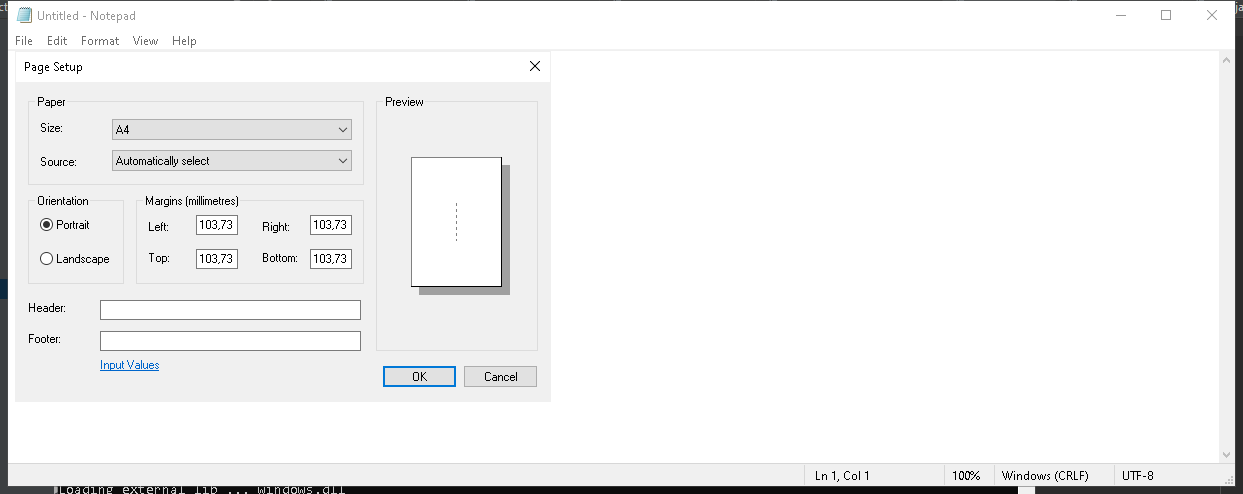 Untitled - Notepad
File Edit Format View Help
Page Setup
Paper
Size: A4
Source: Automatically select
Orientation
Portrait
Landscape
Margins (millimetres)
Left: 103,73 Right: 103,73
Top: 103,73 Bottom: 103,73
Header:
Footer:
Input Values
Preview
OK Cancel
Ln 1, Col 1 100% Windows (CRLF) UTF-8
Loading external lib ... windows.dll